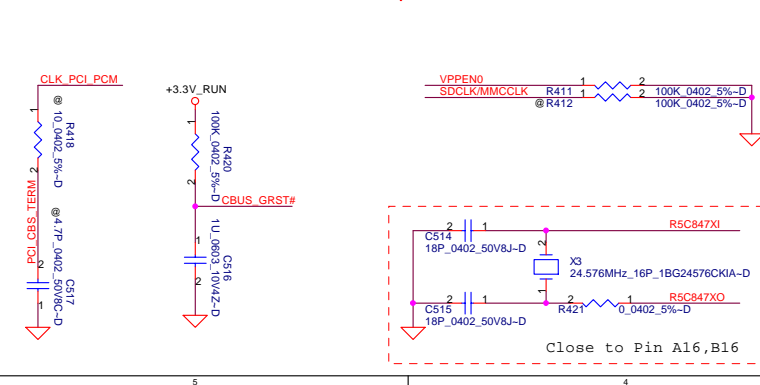 CLK_PCI_PCM
@
1
R418
10_0402_5%~D
2
PCI_CBS_TERM
@
2
C517
4.7P_0402_50V8C~D
1
+3.3V_RUN
1
R420
100K_0402_5%~D
2
CBUS_GRST#
1
C516
1U_0603_10V4Z~D
2
VPPEN0
R411
1
2
100K_0402_5%~D
SDCLK/MMCCLK
@
R412
1
2
100K_0402_5%~D
R5C847XI
2
1
C514
18P_0402_50V8J~D
2
X3
24.576MHz_16P_1BG24576CKIA~D
1
2
1
C515
18P_0402_50V8J~D
2
1
R421
0_0402_5%~D
R5C847XO
Close to Pin A16,B16
5
4